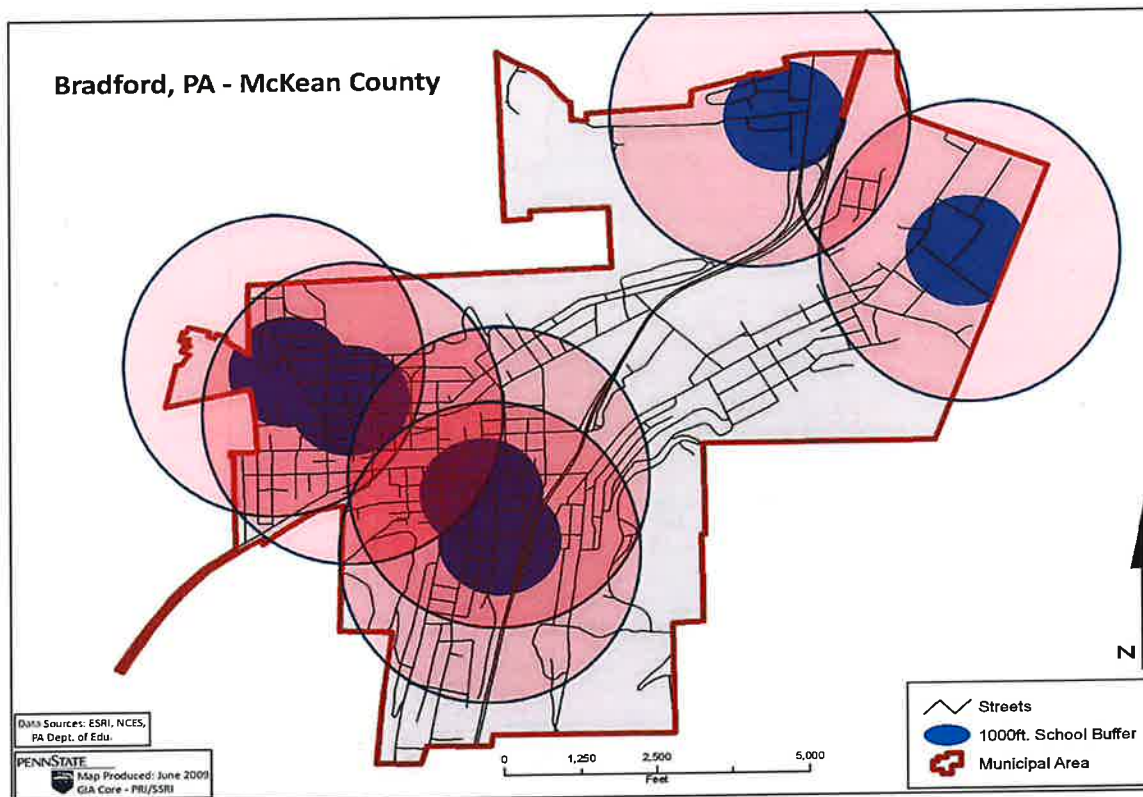 Bradford, PA - McKean County
Data Sources: ESRI, NCES,
PA Dept. of Edu.
PENNSTATE
Map Produced: June 2009
GIA Core - PRI/SSRI
0 1,250 2,500 5,000
Feet
N
Streets
1000ft. School Buffer
Municipal Area